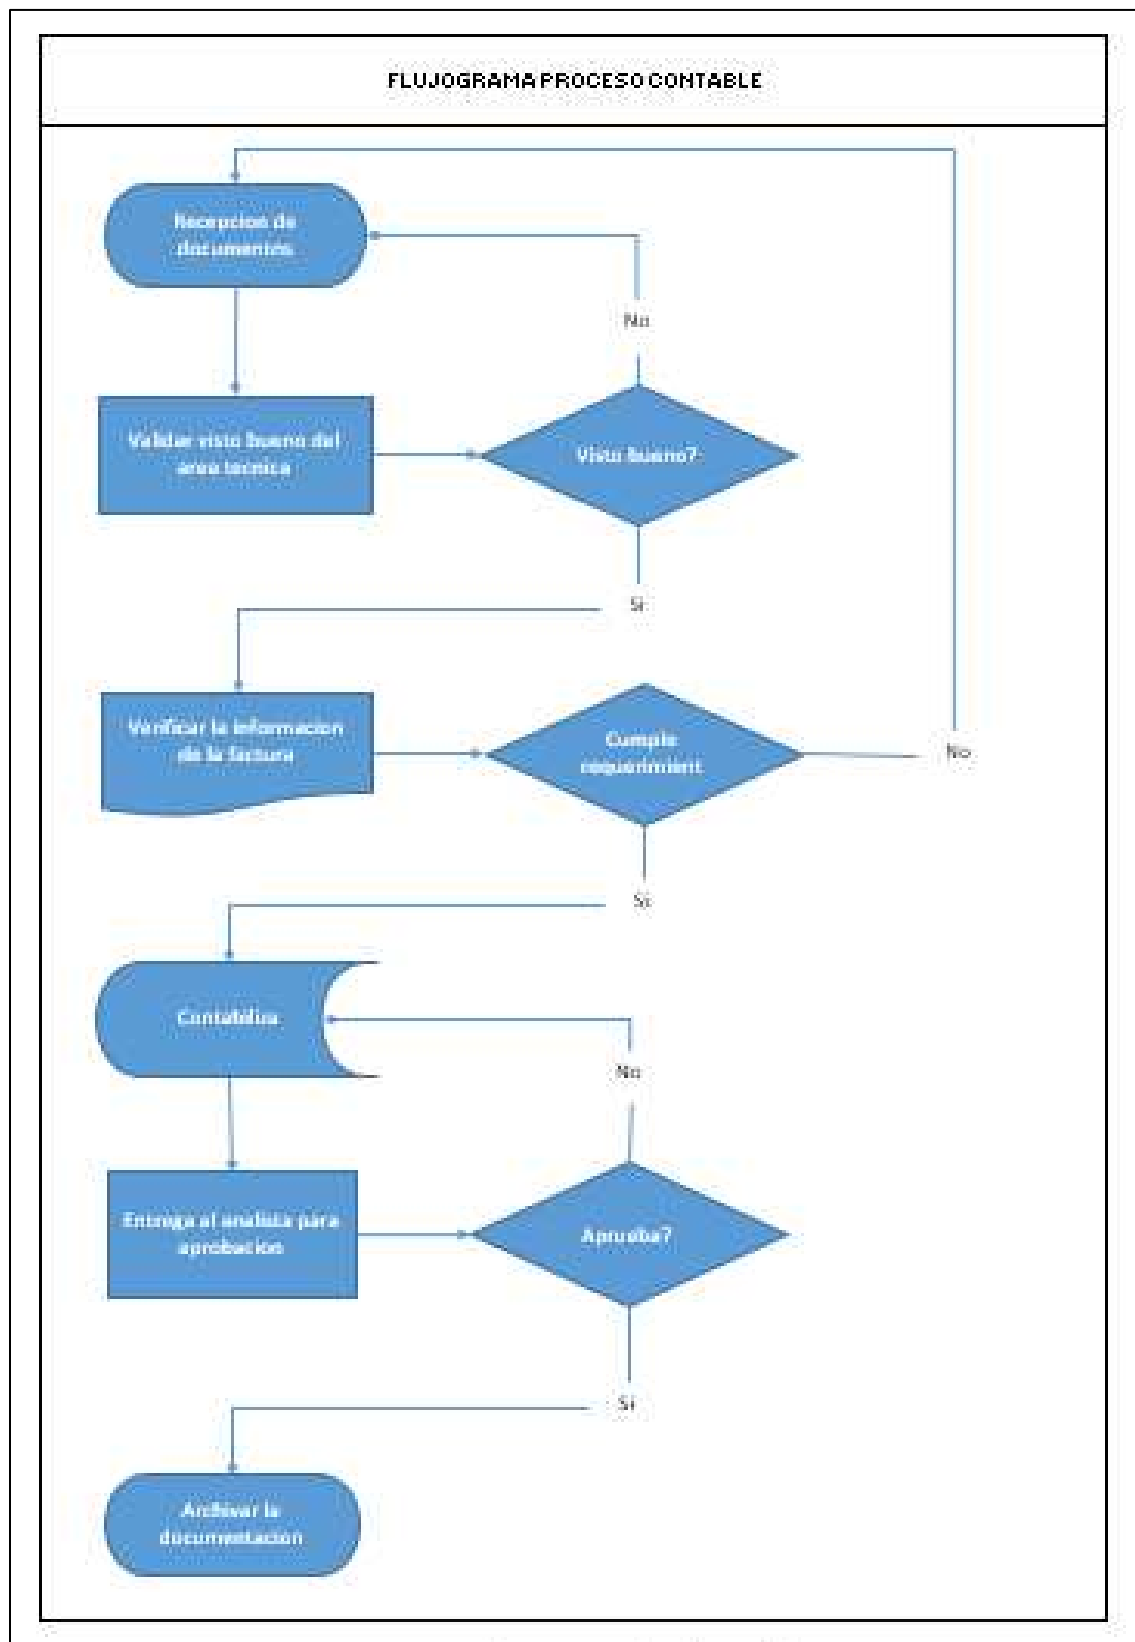 FLUJOGRAMA PROCESO CONTABLE
Recepcion de
documentos
No
Validar visto bueno del
area tecnica
Visto bueno?
Si
Verificar la informacion
de la factura
Cumple
requerimient
No
Si
Contabiliza
No
Entrega al analista para
aprobacion
Aprueba?
Si
Archivar la
documentacion